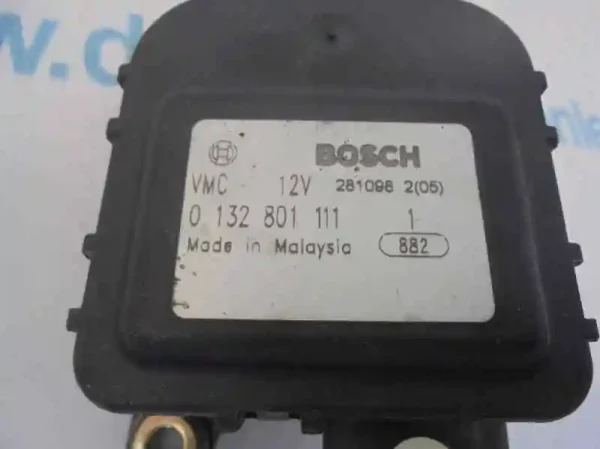 BOSCH
VMC 12V 281098 2(05)
0 132 801 111 1
Made in Malaysia 882